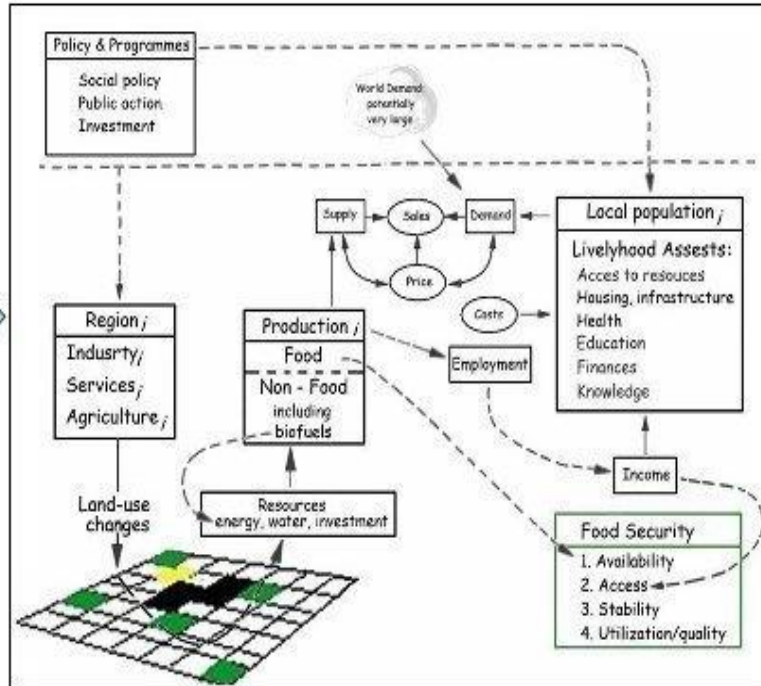 Policy & Programmes
Social policy
Public action
Investment
World Demand:
potentially
very large
Supply
Sales
Demand
Price
Costs
Local population j
Livelyhood Assests:
Acces to resouces
Housing, infrastructure
Health
Education
Finances
Knowledge
Region j
Indusrty j
Services j
Agriculture j
Production j
Food
Non - Food
including
biofuels
Employment
Income
Land-use
changes
Resources
energy, water, investment
Food Security
1. Availability
2. Access
3. Stability
4. Utilization/quality